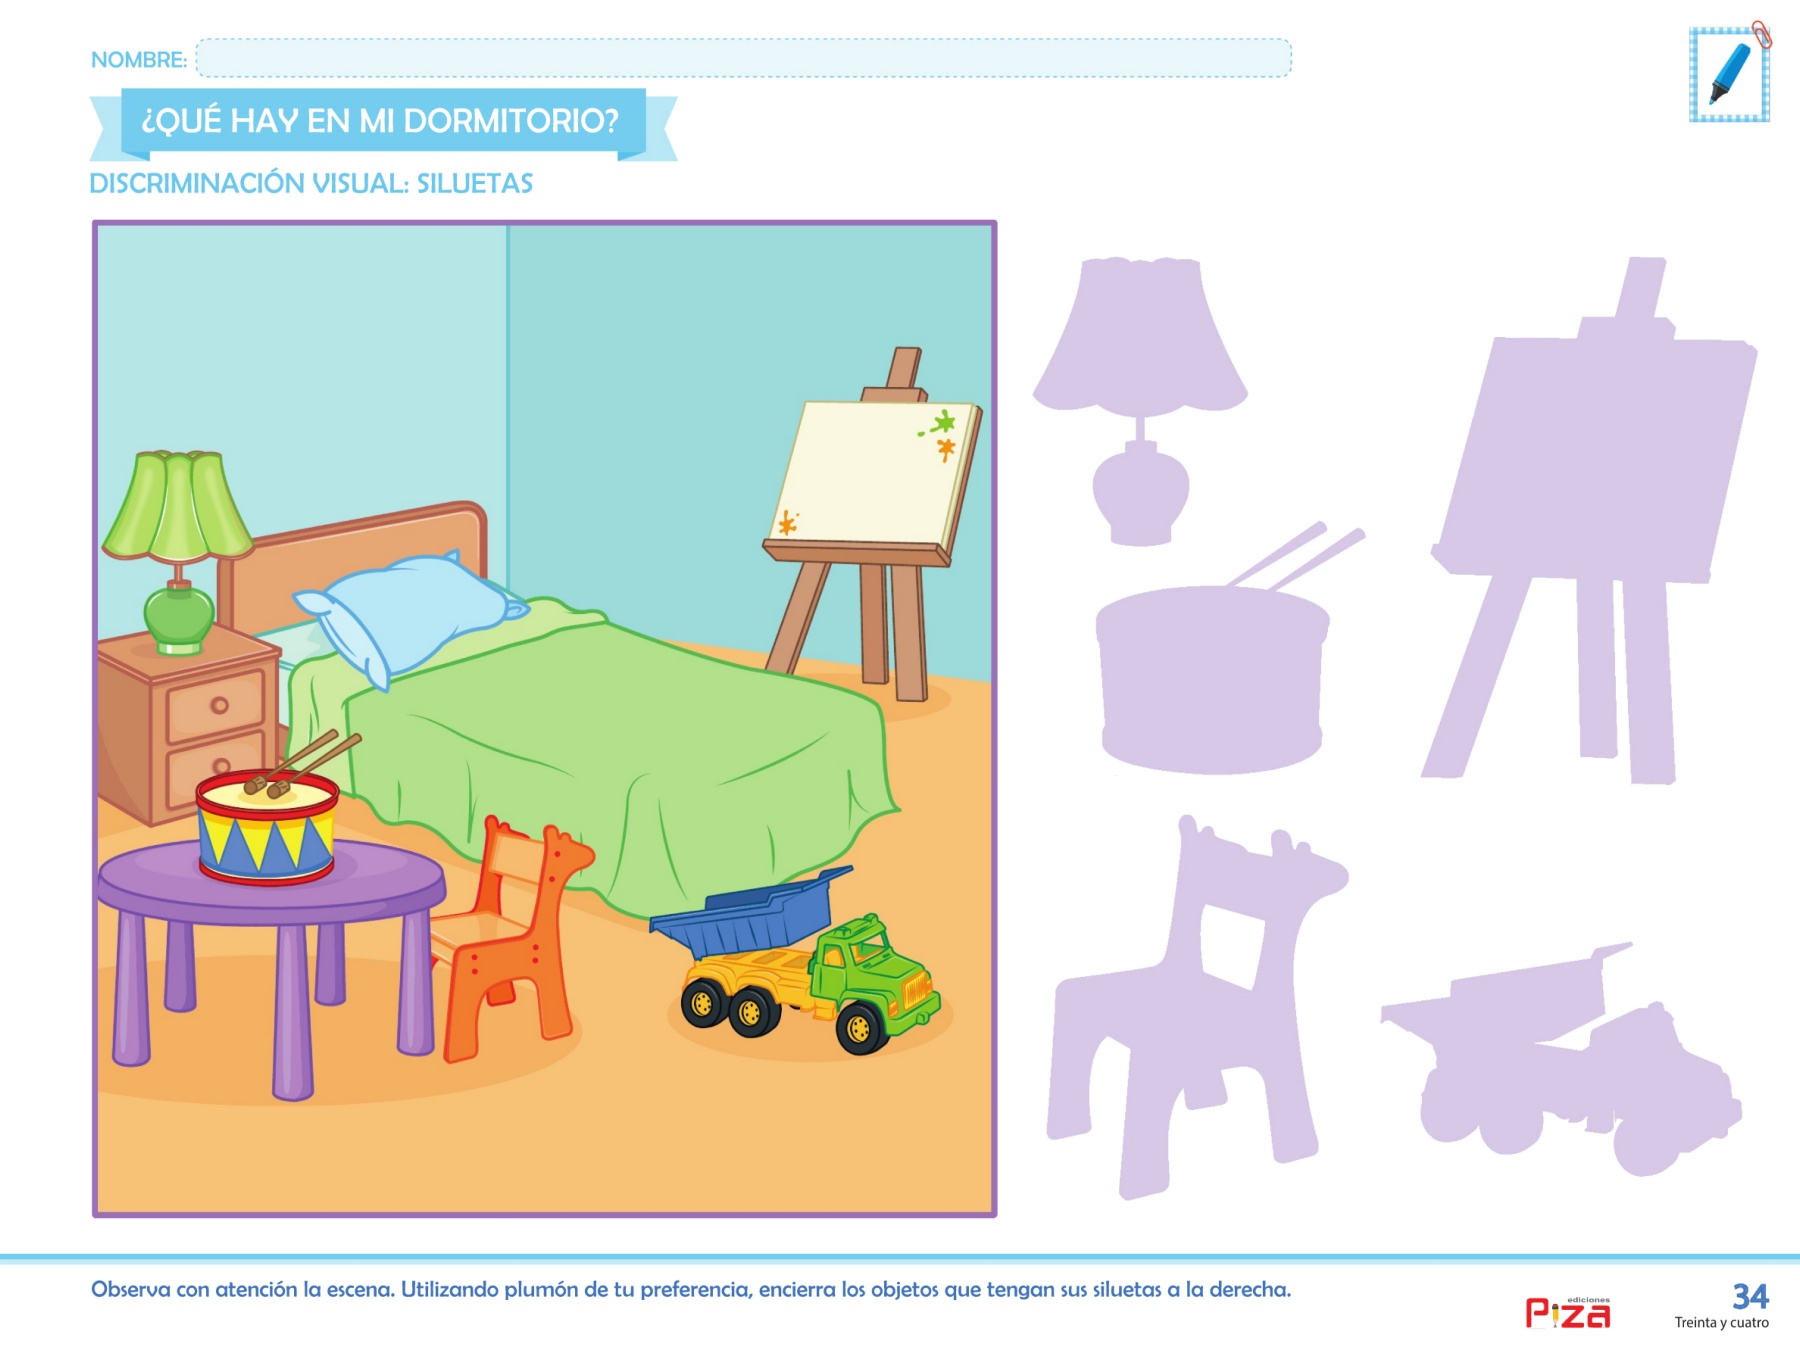 NOMBRE:
¿QUÉ HAY EN MI DORMITORIO?
DISCRIMINACIÓN VISUAL: SILUETAS
Observa con atención la escena. Utilizando plumón de tu preferencia, encierra los objetos que tengan sus siluetas a la derecha.
ediciones
Piza
34
Treinta y cuatro